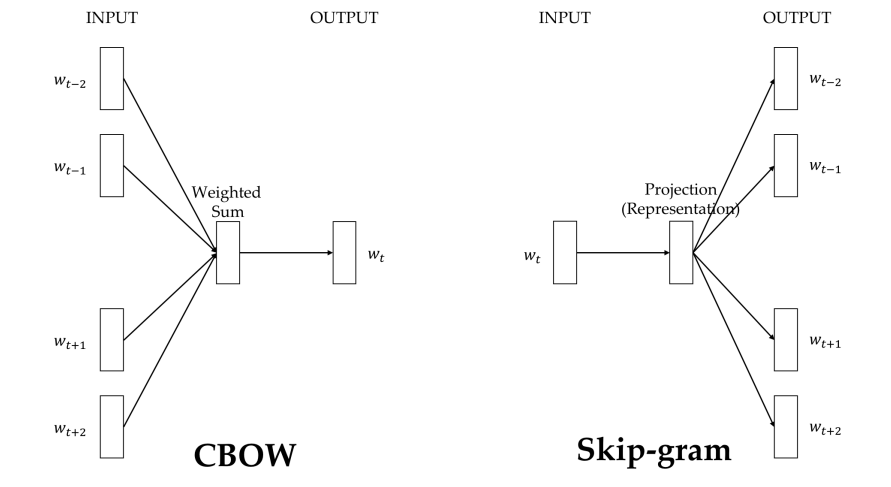 INPUT OUTPUT
w_{t−2}
w_{t−1}
Weighted
Sum
w_t
w_{t+1}
w_{t+2}
CBOW
INPUT OUTPUT
w_{t−2}
w_{t−1}
Projection
(Representation)
w_t
w_{t+1}
w_{t+2}
Skip-gram